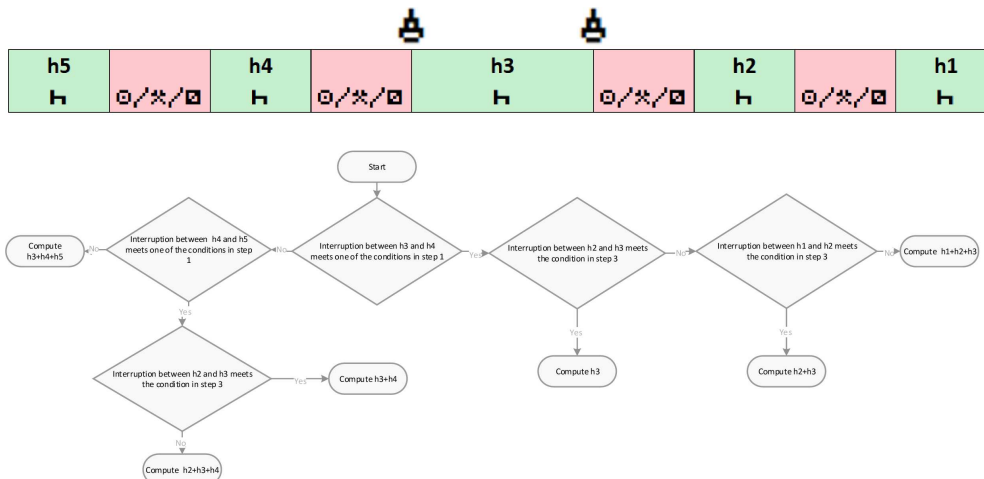 h5
h4
h3
h2
h1
Start
Interruption between h4 and h5
meets one of the conditions in step
1
Interruption between h3 and h4
meets one of the conditions in step 1
Interruption between h2 and h3 meets
the condition in step 3
Interruption between h1 and h2 meets
the condition in step 3
Compute
h3+h4+h5
No
No
Yes
No
No
Compute h1+h2+h3
Yes
Yes
Yes
Interruption between h2 and h3 meets
the condition in step 3
Yes
Compute h3+h4
Compute h3
Compute h2+h3
No
Compute h2+h3+h4